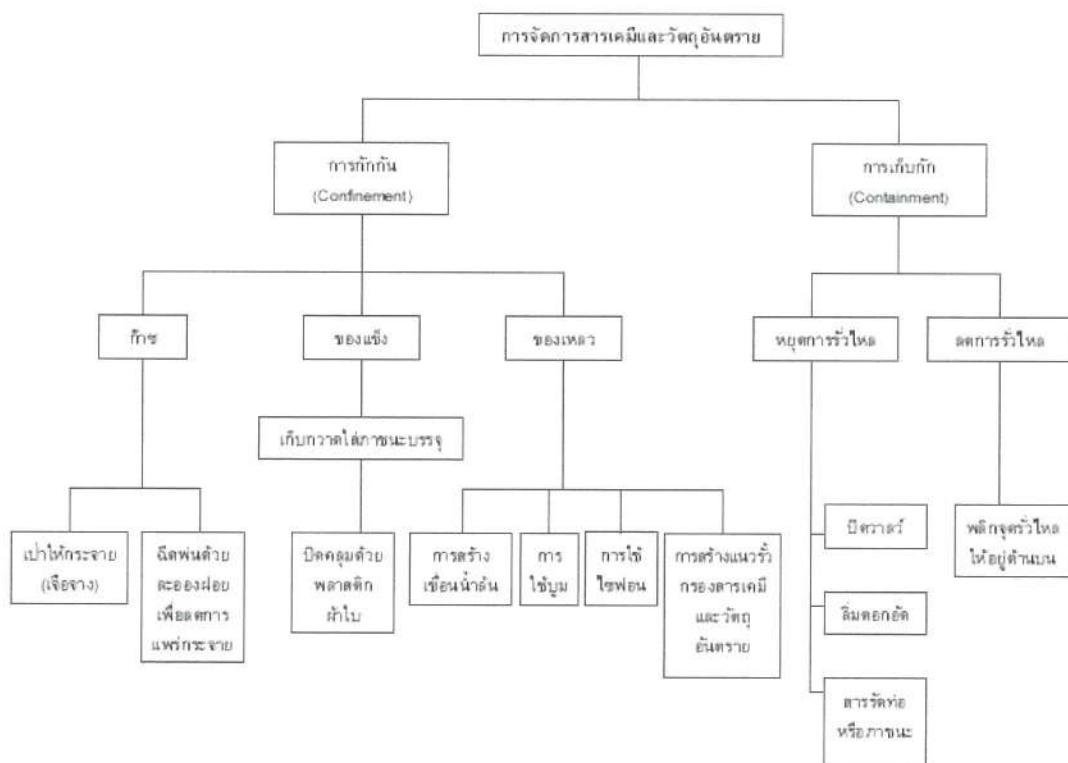 การจัดการสารเคมีและวัตถุอันตราย
การกักกัน
(Confinement)
การเก็บกัก
(Containment)
ก๊าซ
ของแข็ง
ของเหลว
หยุดการรั่วไหล
ลดการรั่วไหล
เก็บกวาดใส่ภาชนะบรรจุ
เป่าให้กระจาย
(เจือจาง)
ฉีดพ่นด้วย
ละอองฝอย
เพื่อลดการ
แพร่กระจาย
ปิดคลุมด้วย
พลาสติก
ผ้าใบ
การสร้าง
เขื่อนน้ำล้น
การ
ใช้บูม
การใช้
ไซฟอน
การสร้างแนวรั้ว
กรองสารเคมี
และวัตถุ
อันตราย
ปิดวาลว์
ลิ่มตอกอัด
สารรัดท่อ
หรือภาชนะ
พลิกจุดรั่วไหล
ให้อยู่ด้านบน